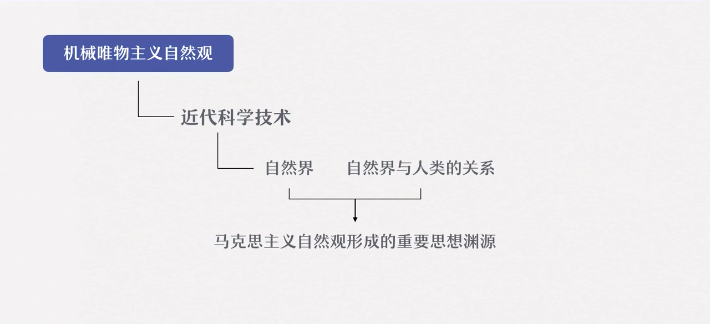 机械唯物主义自然观
近代科学技术
自然界 自然界与人类的关系
马克思主义自然观形成的重要思想渊源